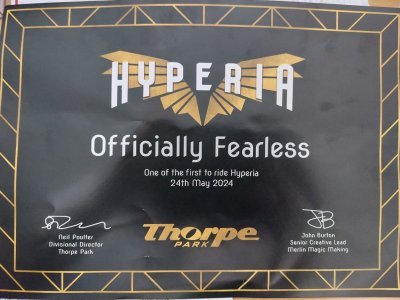 HYPERIA
Officially Fearless
One of the first to ride Hyperia
24th May 2024
Neil Poulter
Divisional Director
Thorpe Park
Thorpe
PARK
John Burton
Senior Creative Lead
Merlin Magic Making